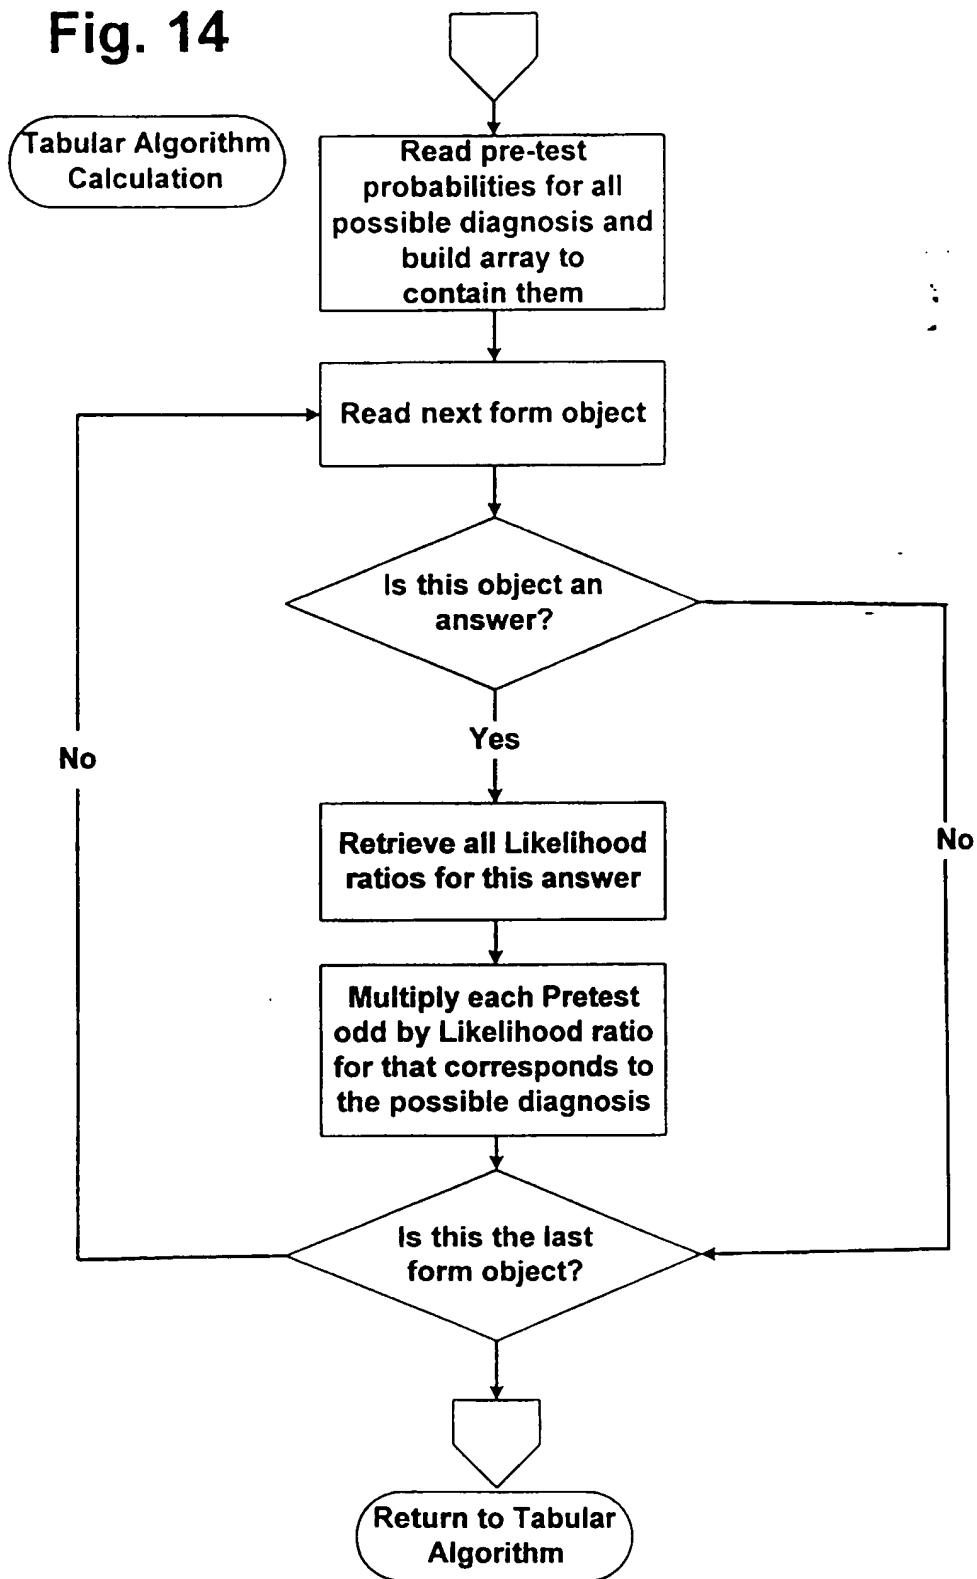 Fig. 14
Tabular Algorithm
Calculation
Read pre-test
probabilities for all
possible diagnosis and
build array to
contain them
Read next form object
Is this object an
answer?
Yes
No
No
Retrieve all Likelihood
ratios for this answer
Multiply each Pretest
odd by Likelihood ratio
for that corresponds to
the possible diagnosis
Is this the last
form object?
Return to Tabular
Algorithm